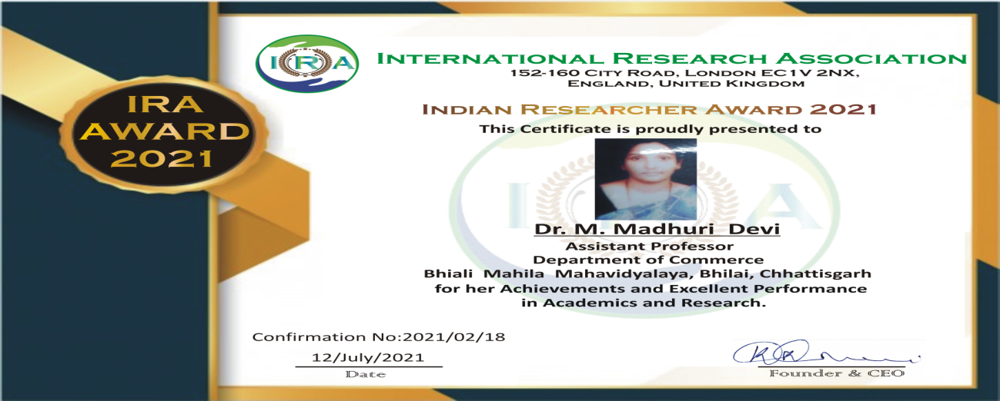 IRA
AWARD
2021
IRA
INTERNATIONAL RESEARCH ASSOCIATION
152-160 CITY ROAD, LONDON EC1V 2NX,
ENGLAND, UNITED KINGDOM
INDIAN RESEARCHER AWARD 2021
This Certificate is proudly presented to
IRA
Dr. M. Madhuri Devi
Assistant Professor
Department of Commerce
Bhiali Mahila Mahavidyalaya, Bhilai, Chhattisgarh
for her Achievements and Excellent Performance
in Academics and Research.
Confirmation No:2021/02/18
12/July/2021
Date
Founder & CEO